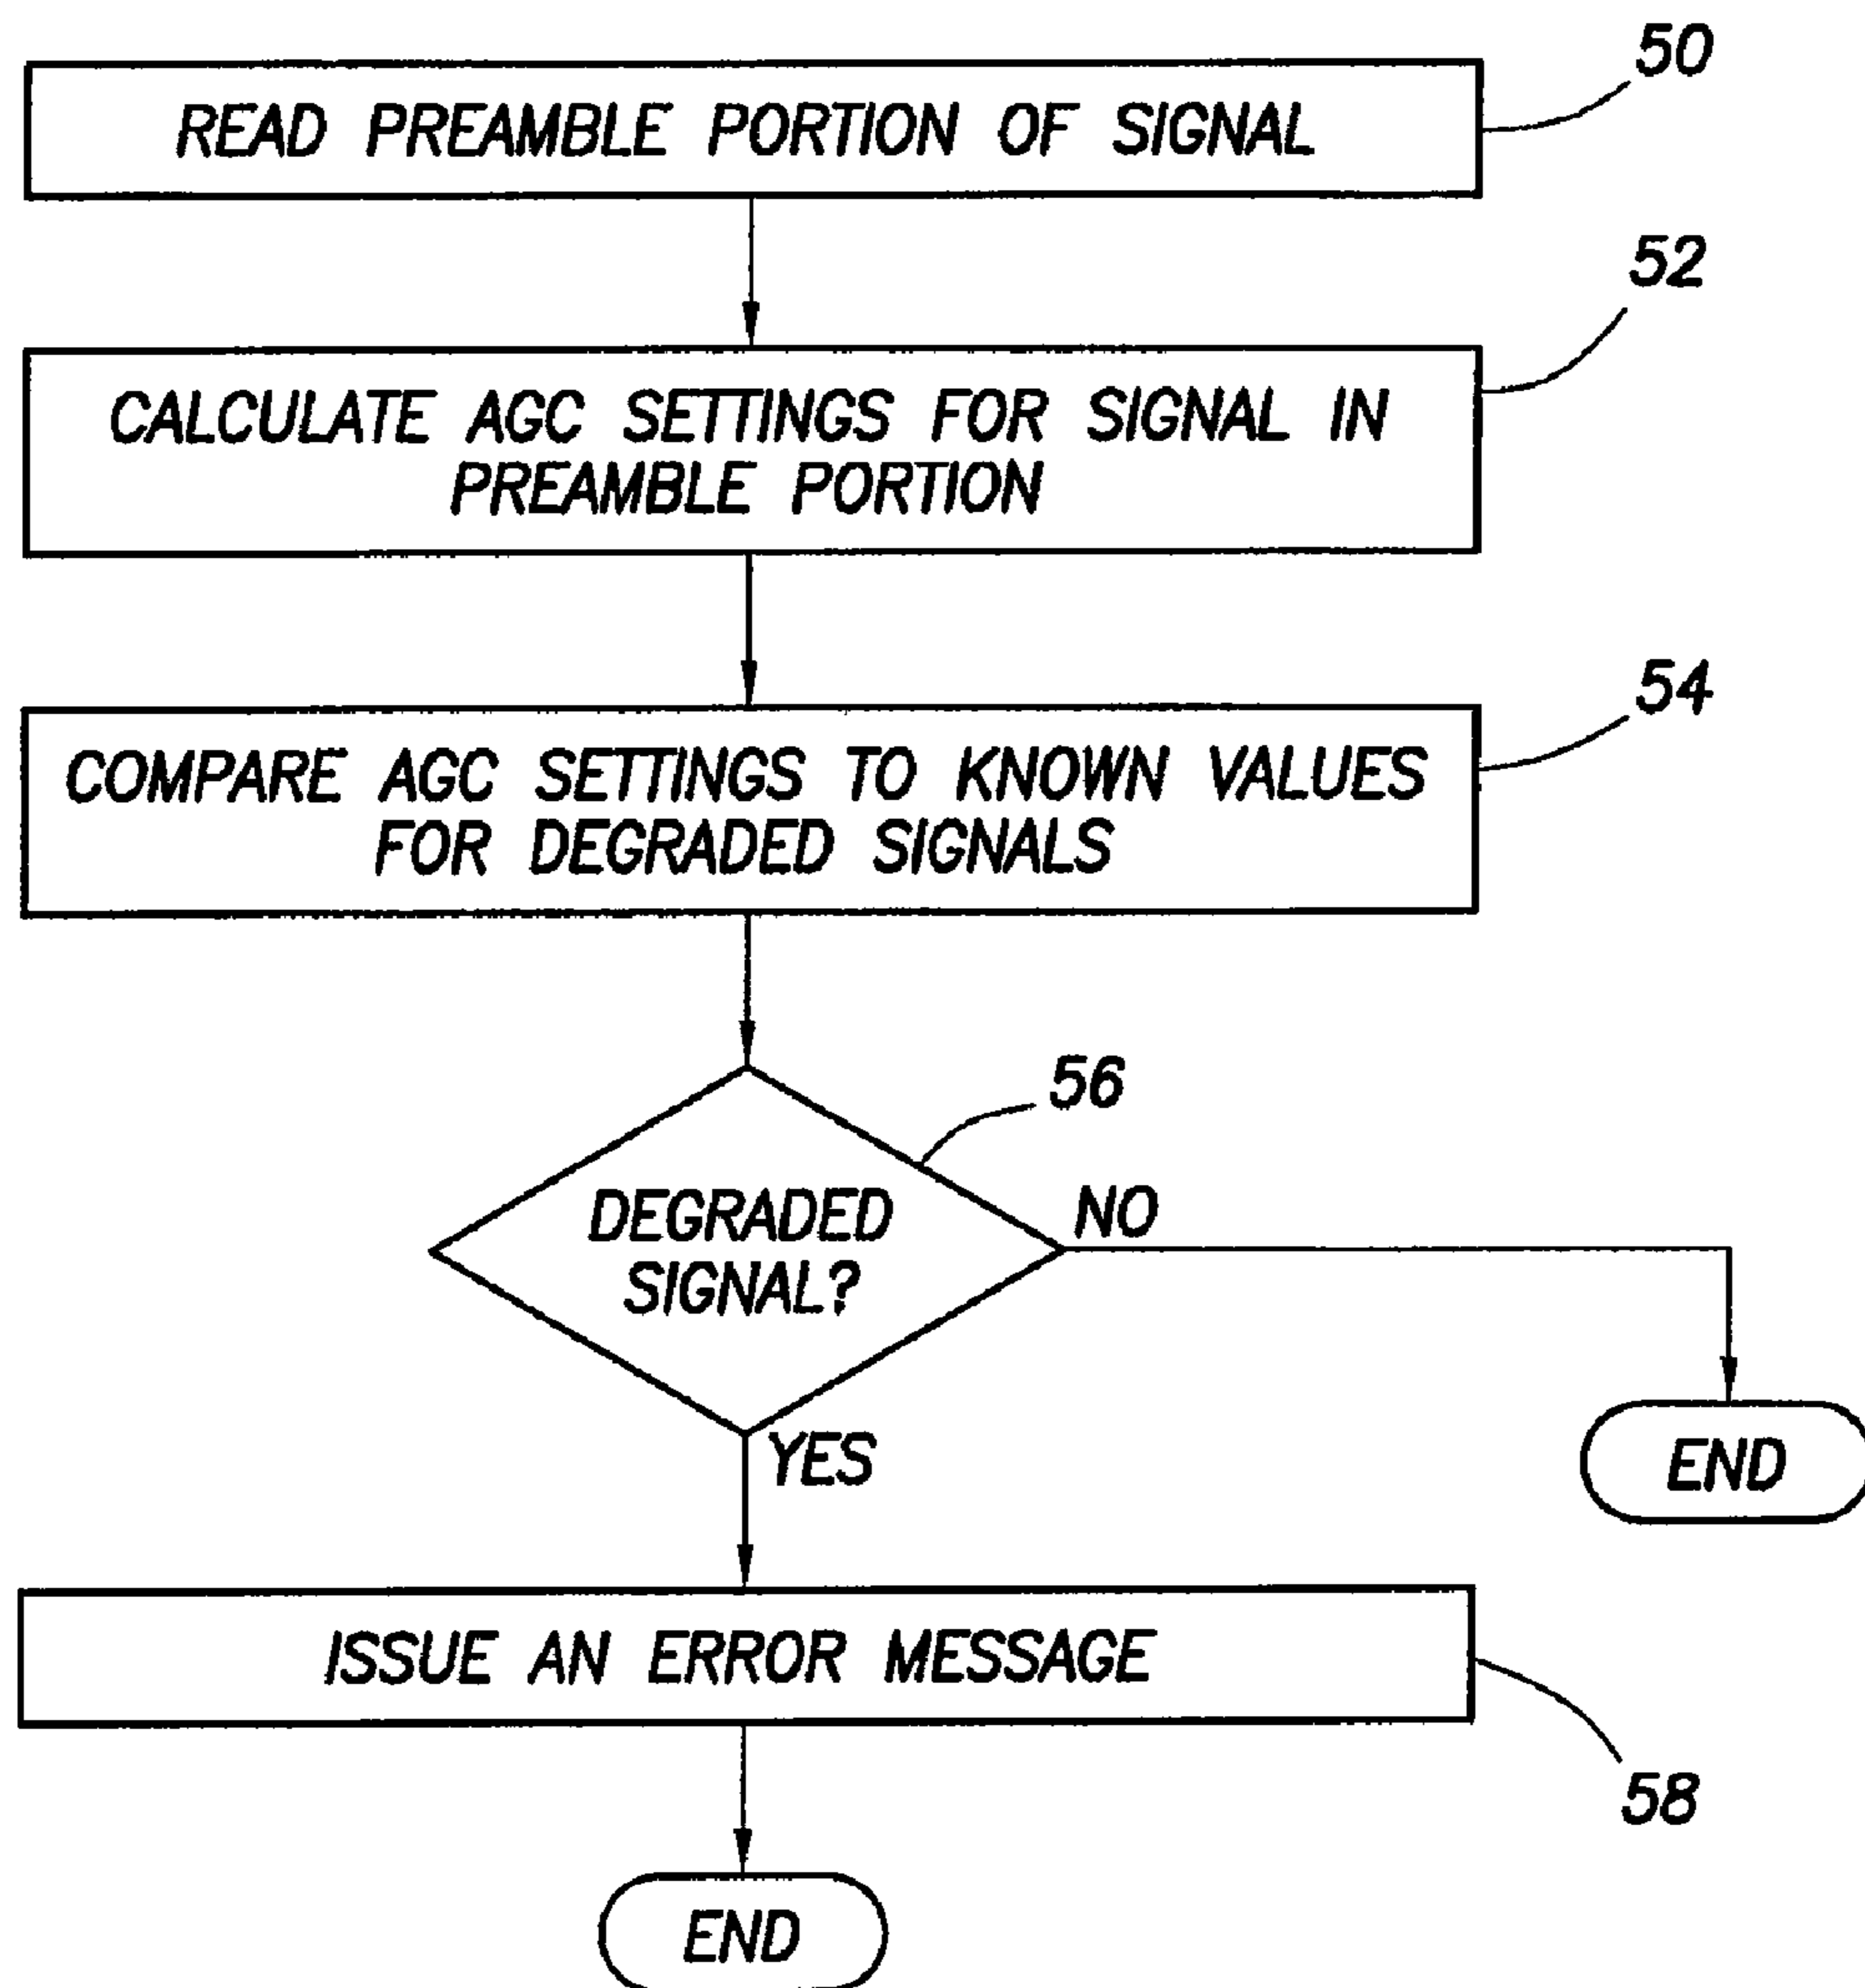 50
READ PREAMBLE PORTION OF SIGNAL
52
CALCULATE AGC SETTINGS FOR SIGNAL IN
PREAMBLE PORTION
54
COMPARE AGC SETTINGS TO KNOWN VALUES
FOR DEGRADED SIGNALS
56
DEGRADED
SIGNAL?
NO
YES
END
ISSUE AN ERROR MESSAGE
58
END